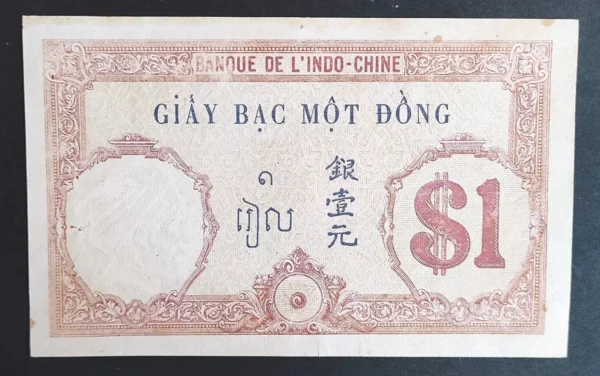 BANQUE DE L'INDO-CHINE
GIẤY BẠC MỘT ĐỒNG
១
រៀល
銀壹元
$1